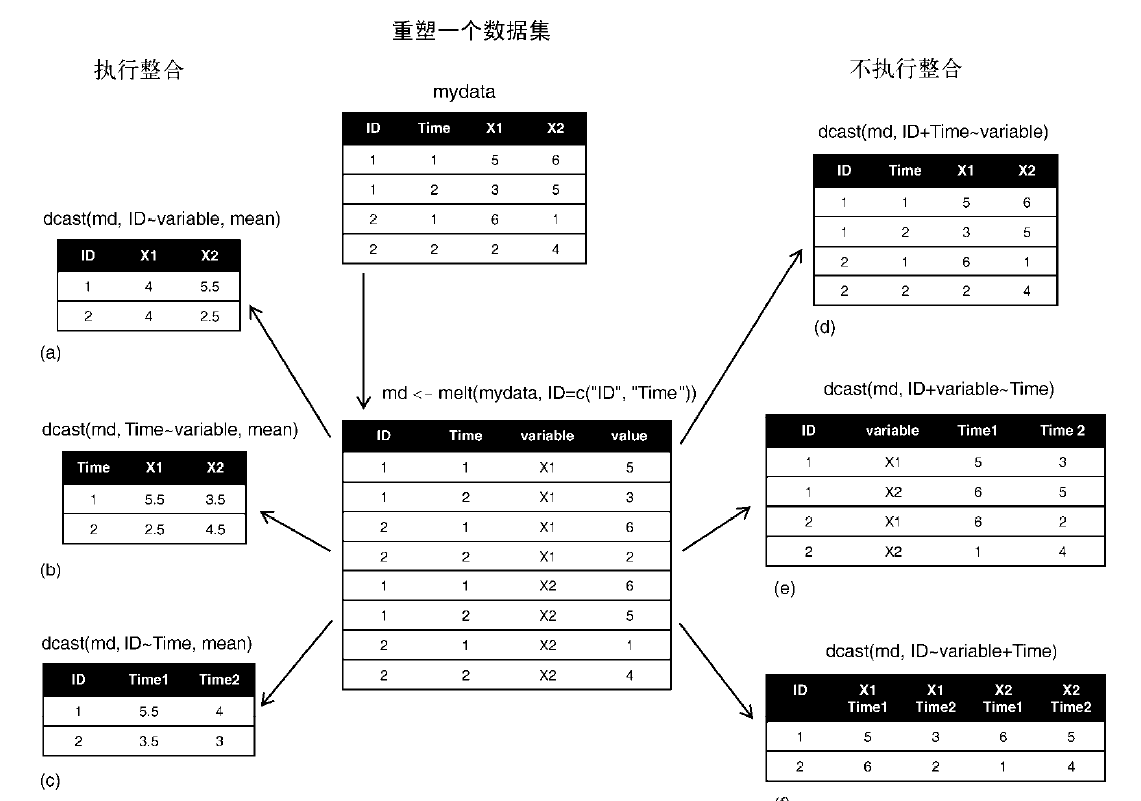 重塑一个数据集
执行整合
不执行整合
mydata
ID Time X1 X2
1 1 5 6
1 2 3 5
2 1 6 1
2 2 2 4
dcast(md, ID~variable, mean)
ID X1 X2
1 4 5.5
2 4 2.5
(a)
dcast(md, Time~variable, mean)
Time X1 X2
1 5.5 3.5
2 2.5 4.5
(b)
dcast(md, ID~Time, mean)
ID Time1 Time2
1 5.5 4
2 3.5 3
(c)
md <- melt(mydata, ID=c("ID", "Time"))
ID Time variable value
1 1 X1 5
1 2 X1 3
2 1 X1 6
2 2 X1 2
1 1 X2 6
1 2 X2 5
2 1 X2 1
2 2 X2 4
dcast(md, ID+Time~variable)
ID Time X1 X2
1 1 5 6
1 2 3 5
2 1 6 1
2 2 2 4
(d)
dcast(md, ID+variable~Time)
ID variable Time1 Time 2
1 X1 5 3
1 X2 6 5
2 X1 6 2
2 X2 1 4
(e)
dcast(md, ID~variable+Time)
ID X1 X1 X2 X2
Time1 Time2 Time1 Time2
1 5 3 6 5
2 6 2 1 4